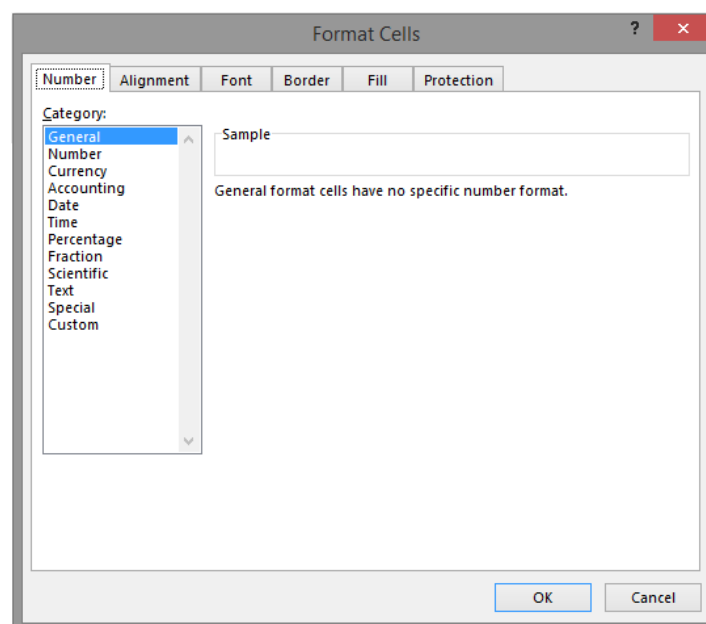 Format Cells
?
Number Alignment Font Border Fill Protection
Category:
General
Number
Currency
Accounting
Date
Time
Percentage
Fraction
Scientific
Text
Special
Custom
Sample
General format cells have no specific number format.
OK Cancel